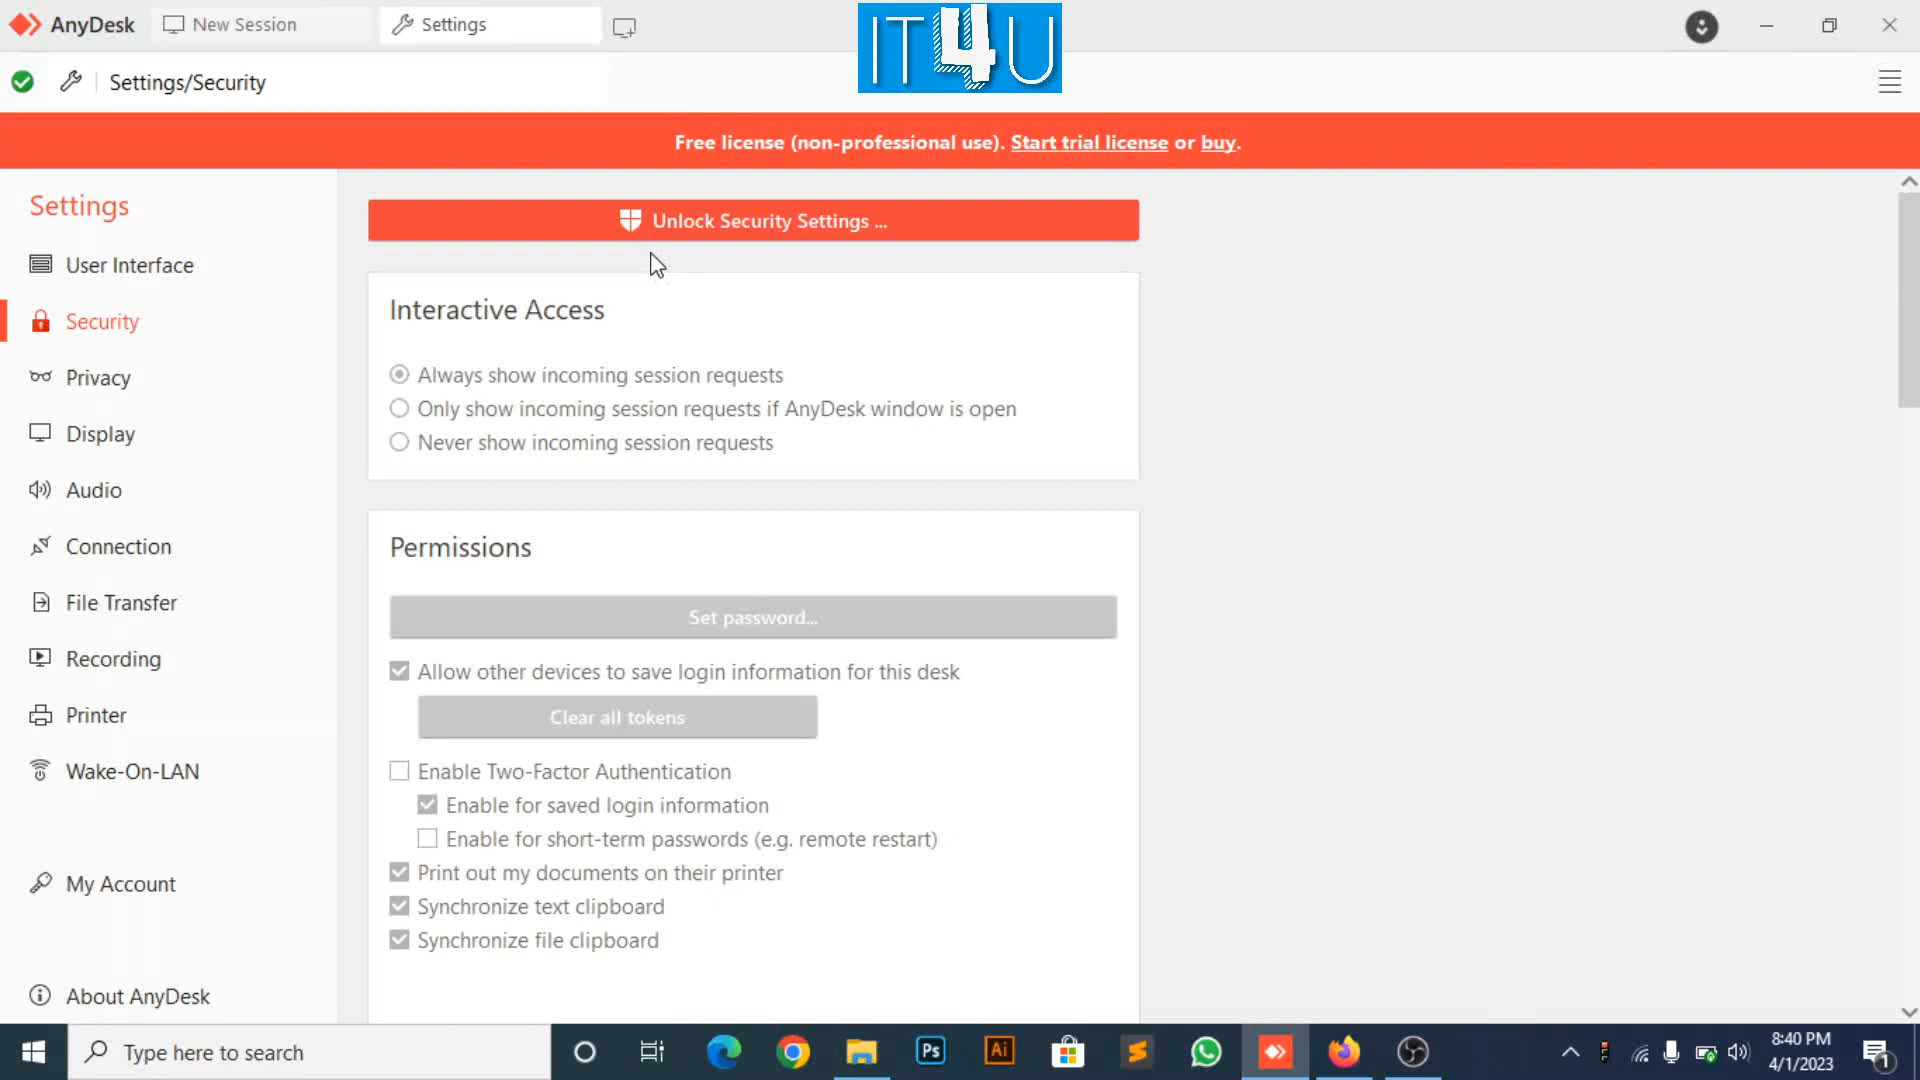 AnyDesk
New Session
Settings
IT4U
Settings/Security
Free license (non-professional use). Start trial license or buy.
Settings
User Interface
Security
Privacy
Display
Audio
Connection
File Transfer
Recording
Printer
Wake-On-LAN
My Account
About AnyDesk
Unlock Security Settings ...
Interactive Access
Always show incoming session requests
Only show incoming session requests if AnyDesk window is open
Never show incoming session requests
Permissions
Set password...
Allow other devices to save login information for this desk
Clear all tokens
Enable Two-Factor Authentication
Enable for saved login information
Enable for short-term passwords (e.g. remote restart)
Print out my documents on their printer
Synchronize text clipboard
Synchronize file clipboard
Type here to search
Ps
Ai
8:40 PM
4/1/2023
1